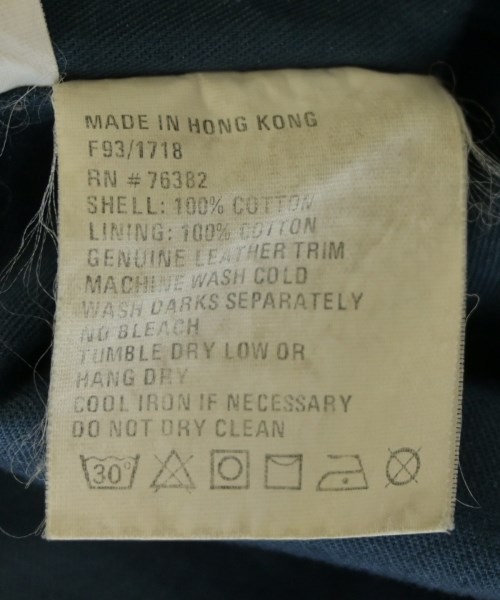 MADE IN HONG KONG
F93/1718
RN # 76382
SHELL: 100% COTTON
LINING: 100% COTTON
GENUINE LEATHER TRIM
MACHINE WASH COLD
WASH DARKS SEPARATELY
NO BLEACH
TUMBLE DRY LOW OR
HANG DRY
COOL IRON IF NECESSARY
DO NOT DRY CLEAN
30°